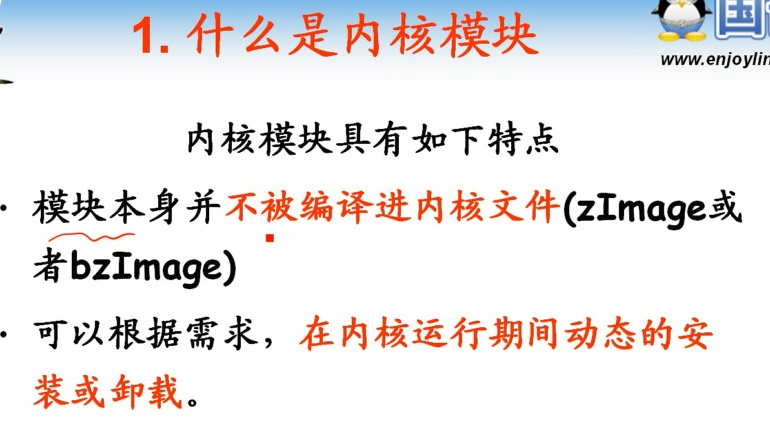 1. 什么是内核模块
www.enjoylin
内核模块具有如下特点
· 模块本身并不被编译进内核文件(zImage或
者bzImage)
· 可以根据需求，在内核运行期间动态的安
装或卸载。